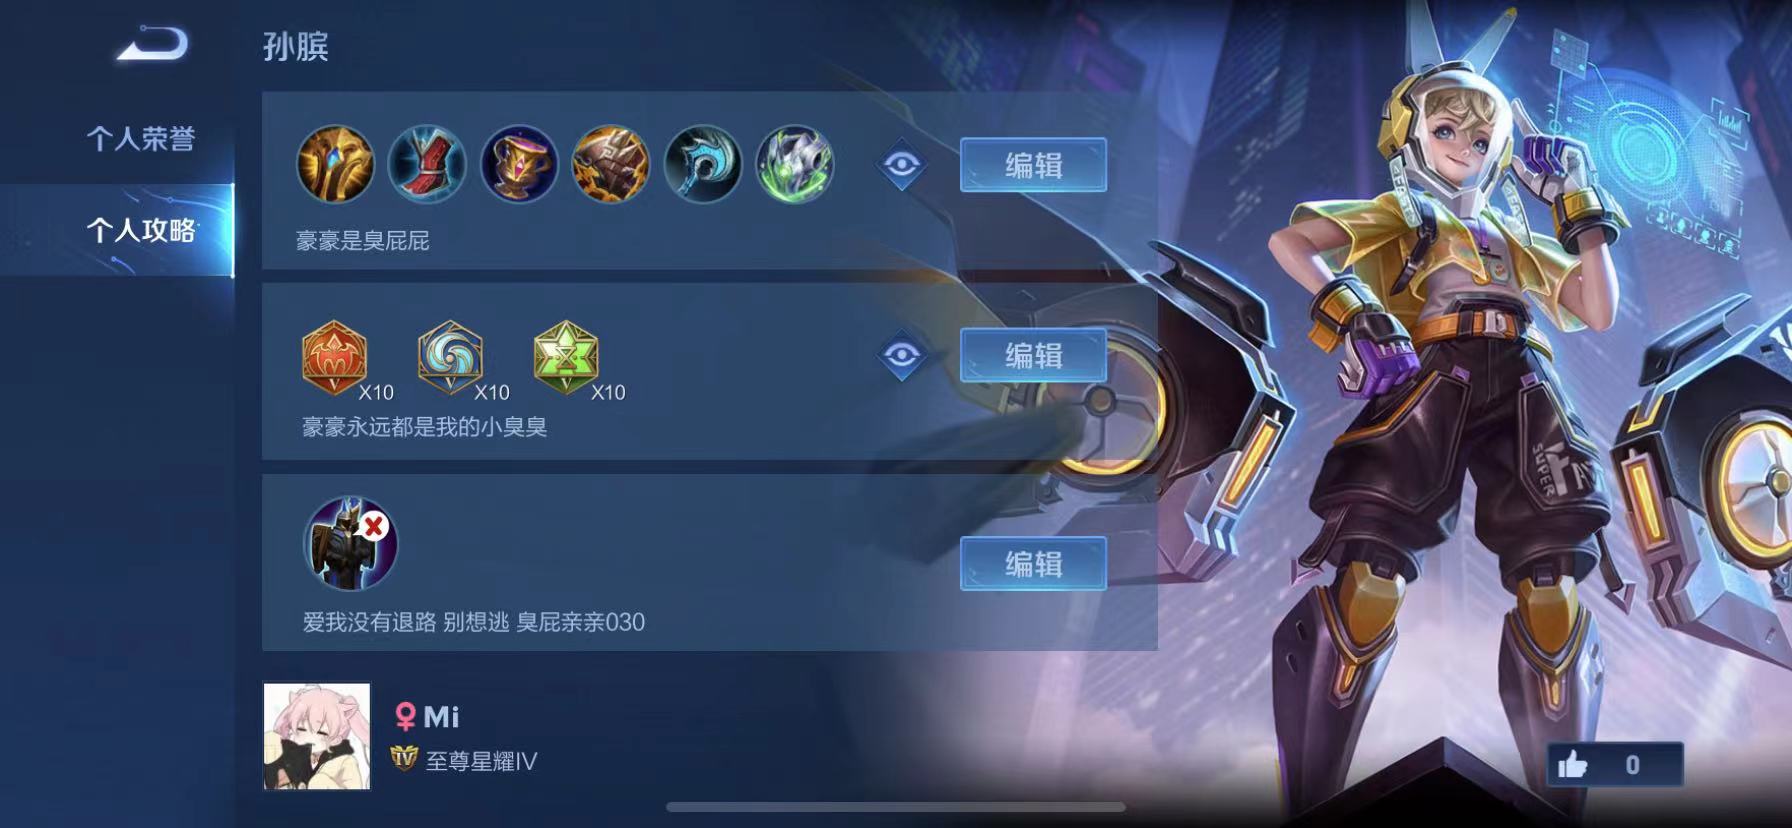 孙膑
个人荣誉
个人攻略
编辑
豪豪是臭屁屁
V X10 V X10 V X10
编辑
豪豪永远都是我的小臭臭
编辑
爱我没有退路 别想逃 臭屁亲亲030
Mi
IV 至尊星耀IV
SUPER
0